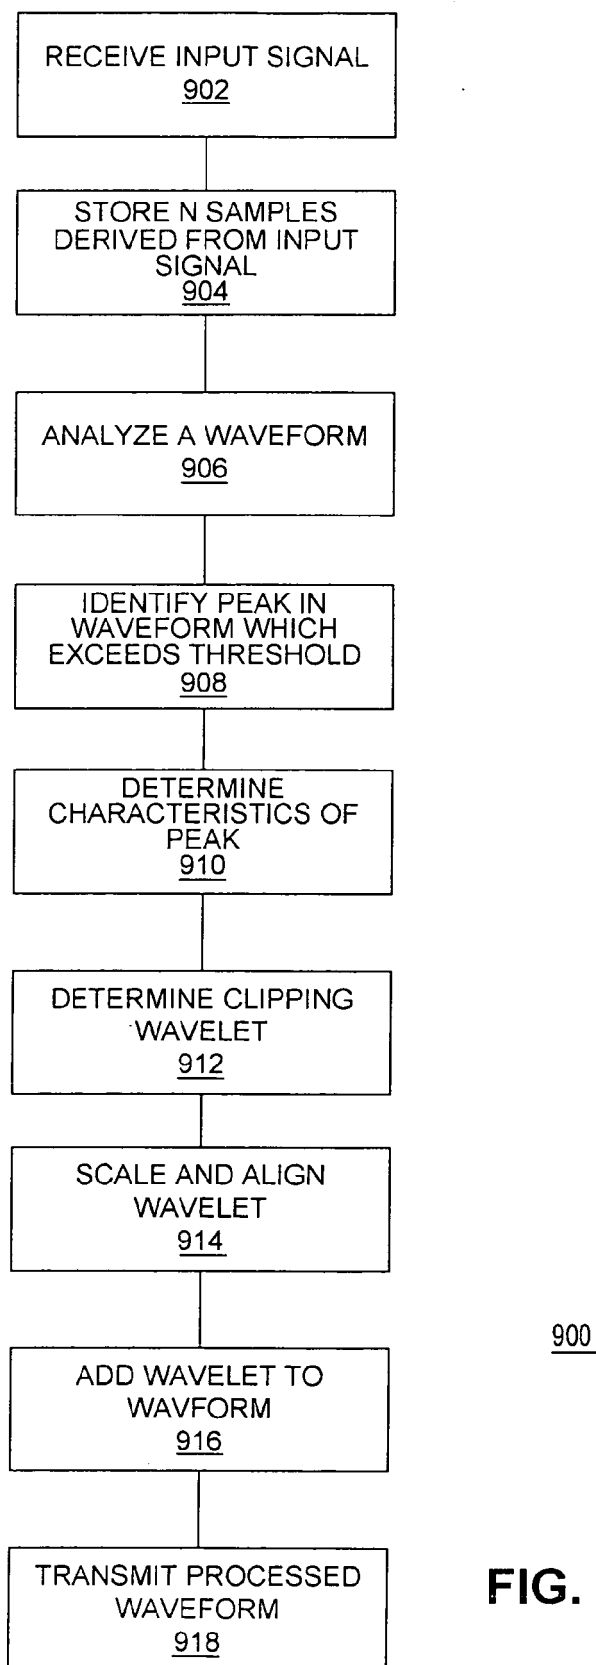 RECEIVE INPUT SIGNAL
902
STORE N SAMPLES
DERIVED FROM INPUT
SIGNAL
904
ANALYZE A WAVEFORM
906
IDENTIFY PEAK IN
WAVEFORM WHICH
EXCEEDS THRESHOLD
908
DETERMINE
CHARACTERISTICS OF
PEAK
910
DETERMINE CLIPPING
WAVELET
912
SCALE AND ALIGN
WAVELET
914
900
ADD WAVELET TO
WAVFORM
916
TRANSMIT PROCESSED
WAVEFORM
918
FIG.